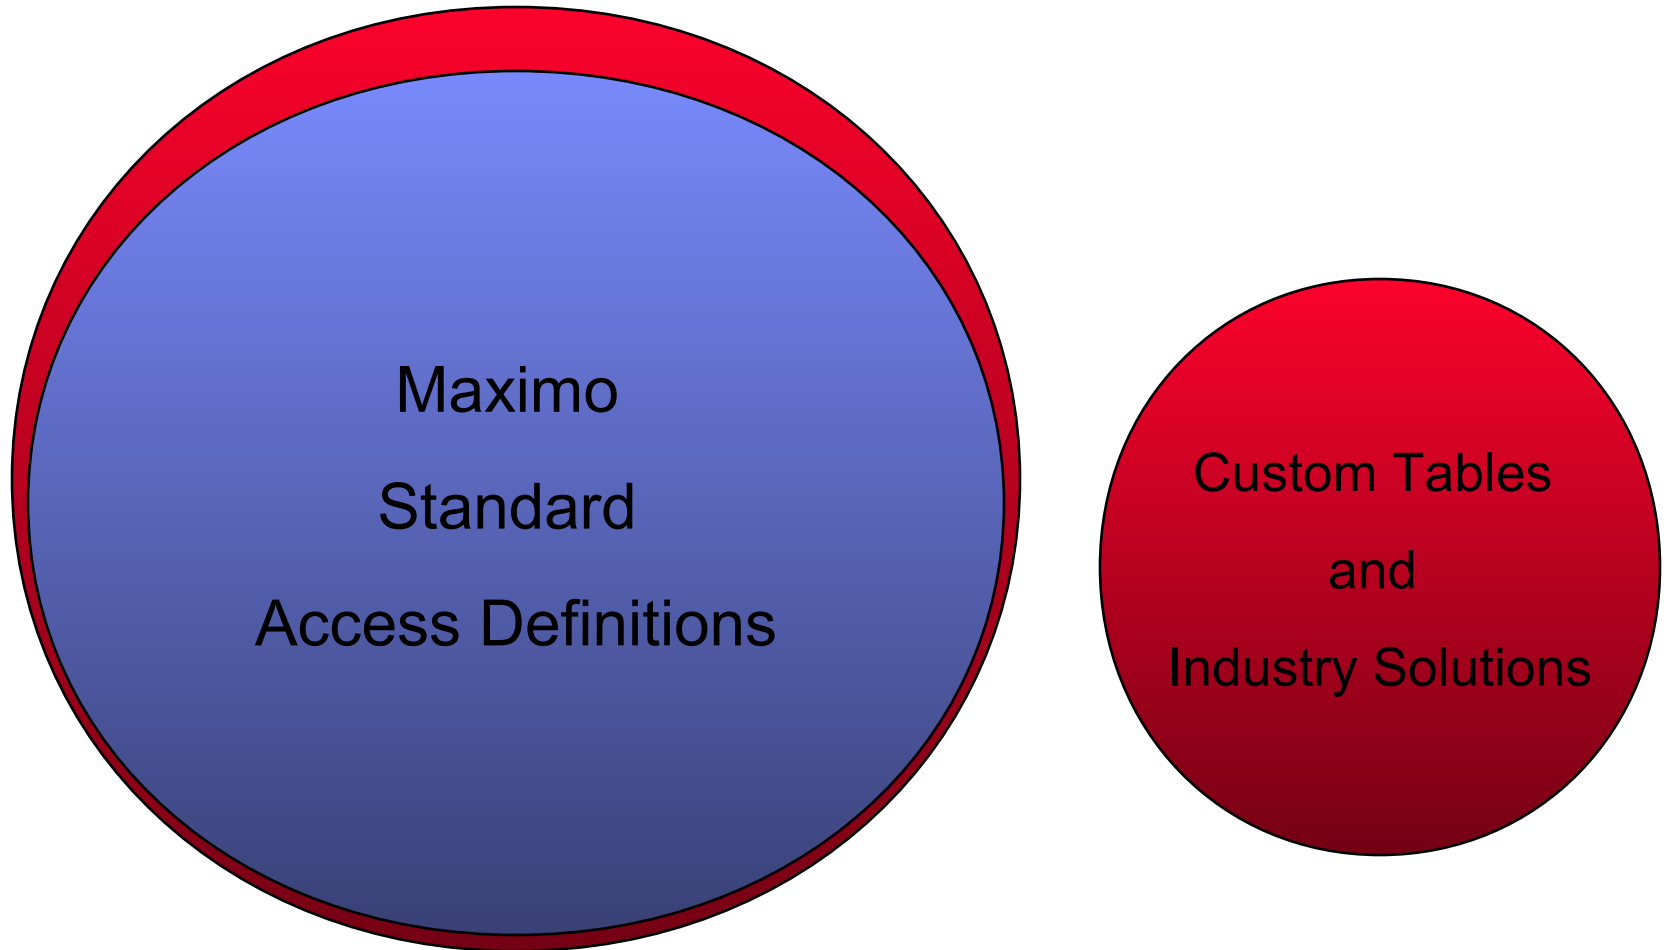 Maximo
Standard
Access Definitions
Custom Tables
and
Industry Solutions